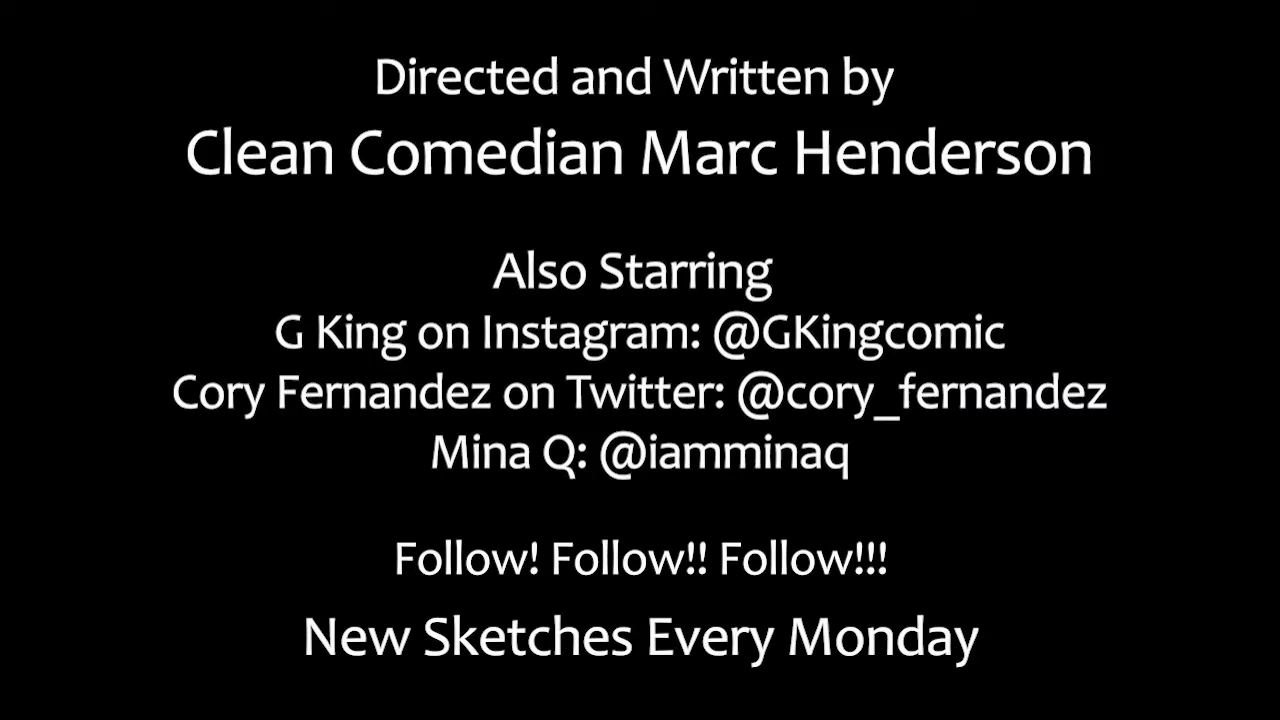 Directed and Written by
Clean Comedian Marc Henderson
Also Starring
G King on Instagram: @GKingcomic
Cory Fernandez on Twitter: @cory_fernandez
Mina Q: @iamminaq
Follow! Follow!! Follow!!!
New Sketches Every Monday